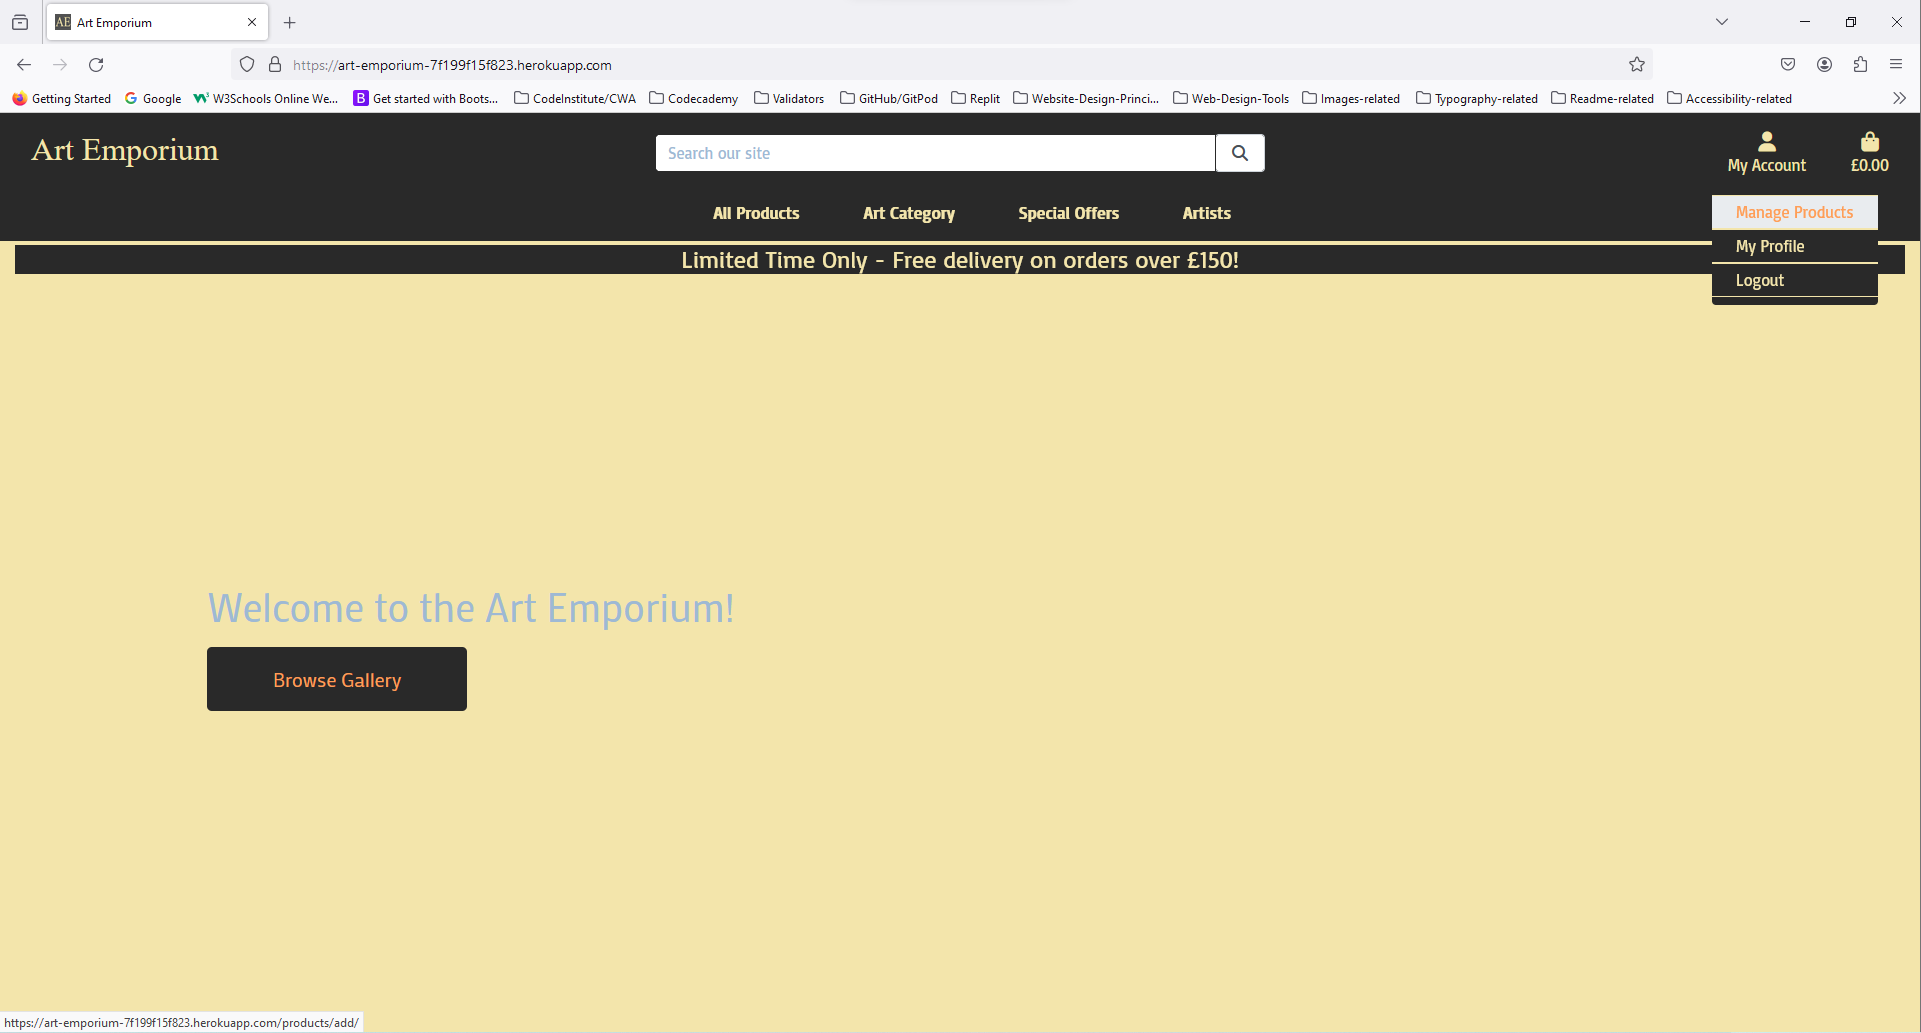 AE Art Emporium
https://art-emporium-7f199f15f823.herokuapp.com
Getting Started Google W3Schools Online We... B Get started with Boots... CodeInstitute/CWA Codecademy Validators GitHub/GitPod Replit Website-Design-Princi... Web-Design-Tools Images-related Typography-related Readme-related Accessibility-related
Art Emporium
Search our site
My Account
£0.00
All Products Art Category Special Offers Artists
Manage Products
My Profile
Logout
Limited Time Only - Free delivery on orders over £150!
Welcome to the Art Emporium!
Browse Gallery
https://art-emporium-7f199f15f823.herokuapp.com/products/add/